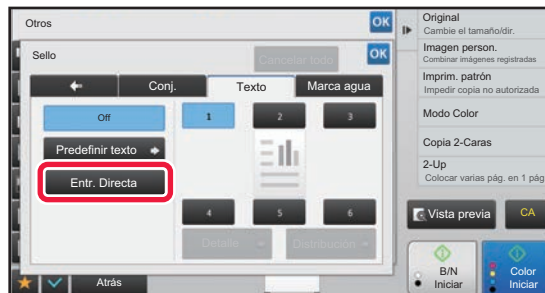 Otros
OK
Sello
Cancelar todo
OK
Conj.
Texto
Marca agua
Off
Predefinir texto
Entr. Directa
1
2
3
4
5
6
Detalle
Distribución
Atrás
Original
Cambie el tamaño/dir.
Imagen person.
Combinar imágenes registradas
Imprim. patrón
Impedir copia no autorizada
Modo Color
Copia 2-Caras
2-Up
Colocar varias pág. en 1 pág
Vista previa
CA
B/N
Iniciar
Color
Iniciar